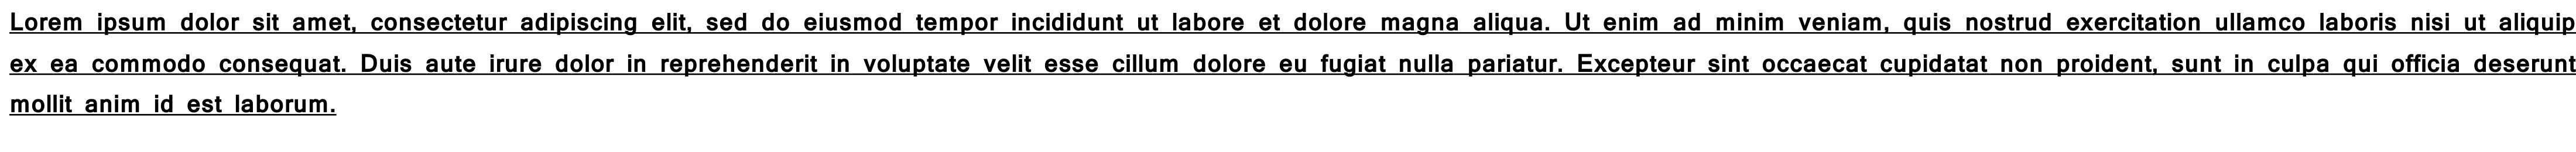 Lorem ipsum dolor sit amet, consectetur adipiscing elit, sed do eiusmod tempor incididunt ut labore et dolore magna aliqua. Ut enim ad minim veniam, quis nostrud exercitation ullamco laboris nisi ut aliquip
ex ea commodo consequat. Duis aute irure dolor in reprehenderit in voluptate velit esse cillum dolore eu fugiat nulla pariatur. Excepteur sint occaecat cupidatat non proident, sunt in culpa qui officia deserunt
mollit anim id est laborum.